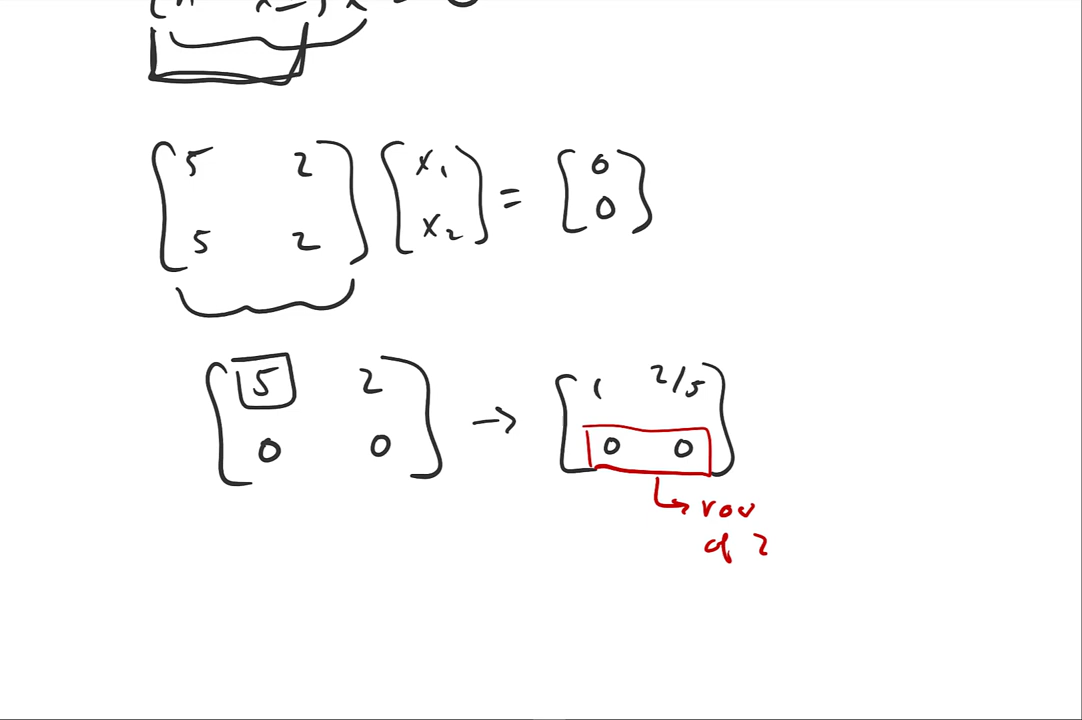 [5 2] [x₁] = [0]
[5 2] [x₂] [0]
[5 2] → [1 2/5]
[0 0] [0 0]
row
of